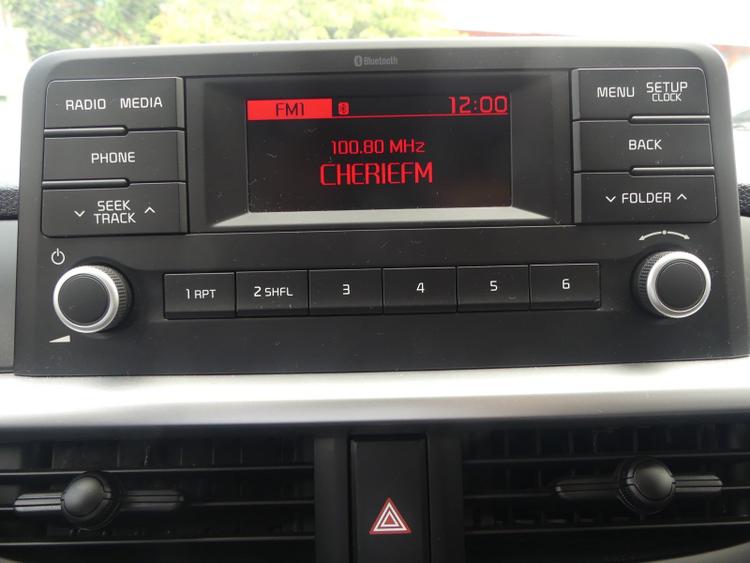 Bluetooth
RADIO MEDIA
PHONE
SEEK
TRACK
FM1 12:00
100.80 MHz
CHERIEFM
MENU SETUP
CLOCK
BACK
FOLDER
1 RPT 2 SHFL 3 4 5 6